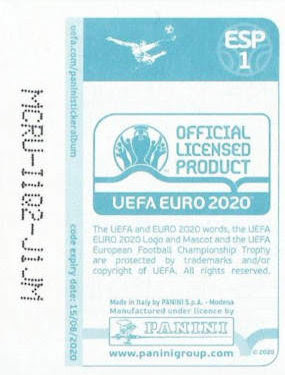 MCRU-1102-J1JM
uefa.com/paninistickeralbum
code expiry date: 15/08/2020
ESP
1
OFFICIAL
LICENSED
PRODUCT
UEFA EURO 2020™
The UEFA and EURO 2020 words, the UEFA
EURO 2020 Logo and Mascot and the UEFA
European Football Championship Trophy
are protected by trademarks and/or
copyright of UEFA. All rights reserved.
Made in Italy by PANINI S.p.A. - Modena
Manufactured under licence by
PANINI
www.paninigroup.com
© 2020